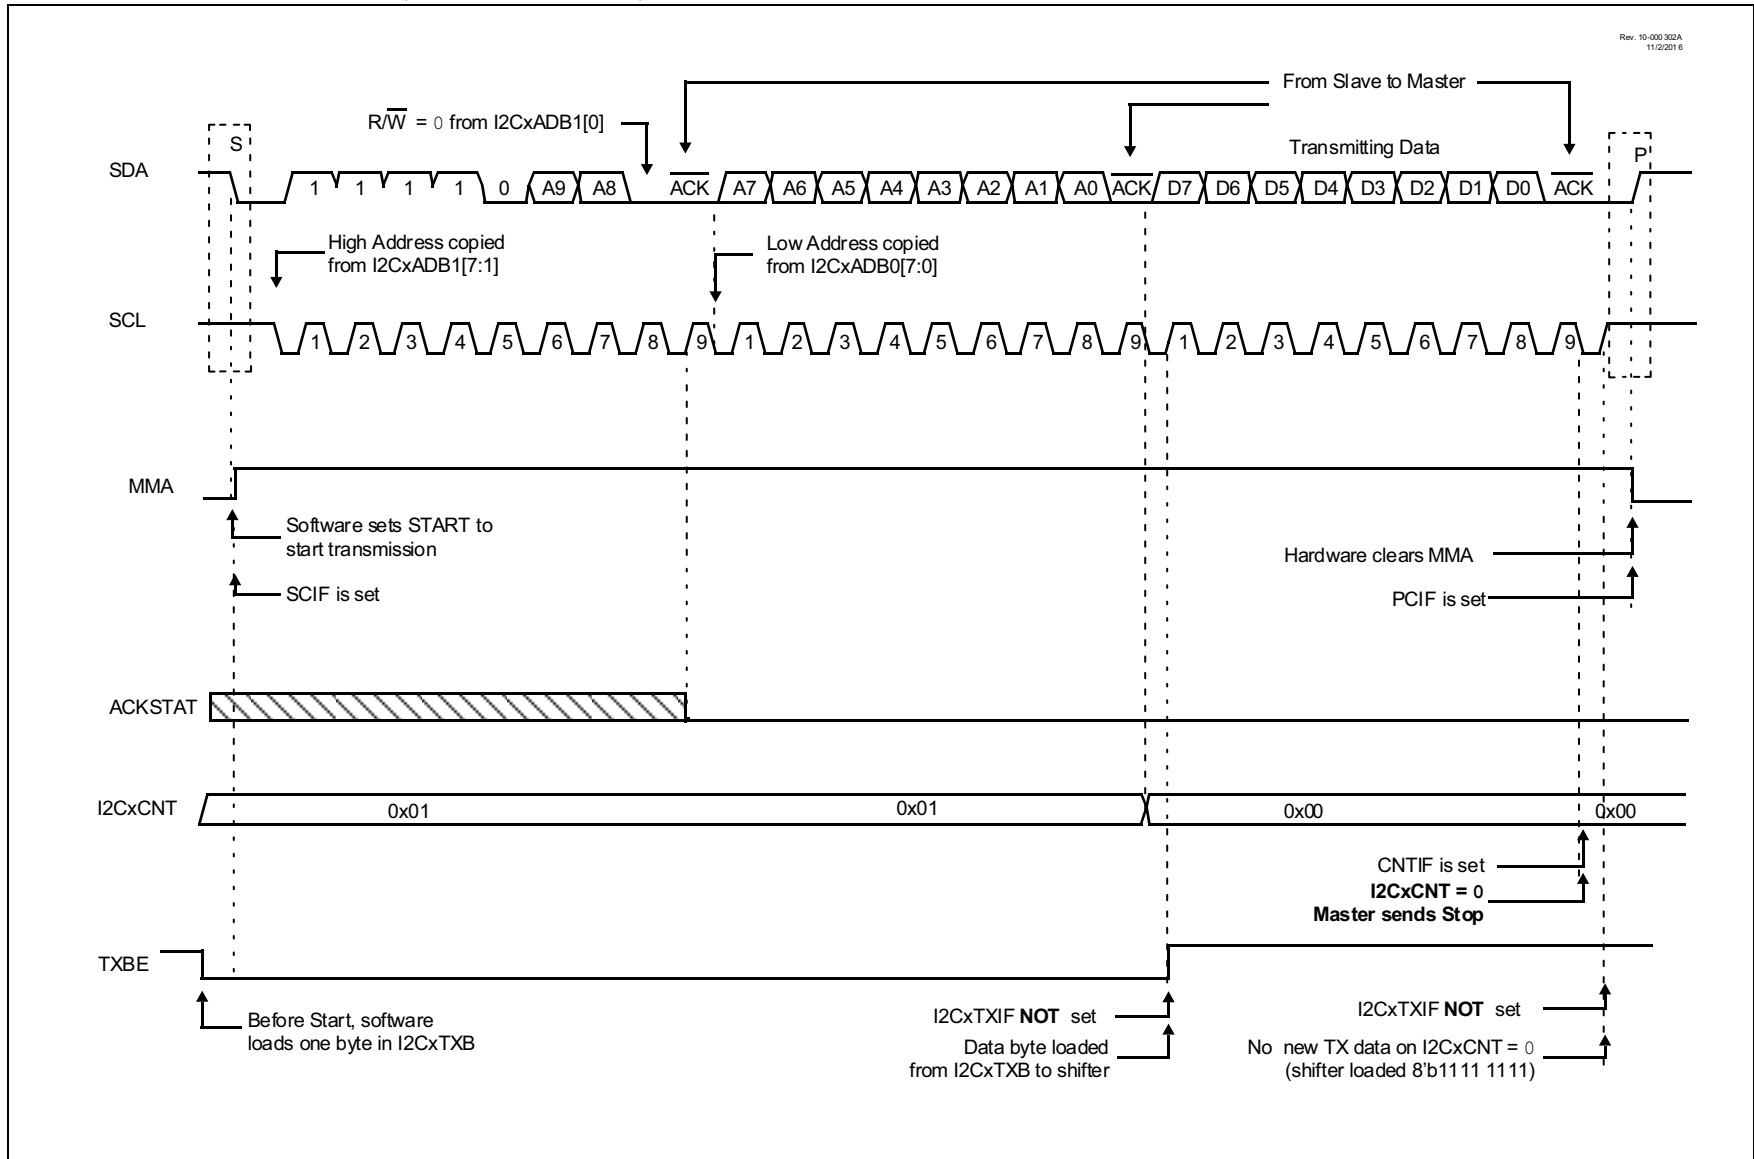 Rev. 10-000302A
11/2/2016
From Slave to Master
R/W = 0 from I2CxADB1[0]
Transmitting Data
S
P
SDA
1 1 1 1 0 A9 A8 ACK A7 A6 A5 A4 A3 A2 A1 A0 ACK D7 D6 D5 D4 D3 D2 D1 D0 ACK
High Address copied
from I2CxADB1[7:1]
Low Address copied
from I2CxADB0[7:0]
SCL
1 2 3 4 5 6 7 8 9 1 2 3 4 5 6 7 8 9 1 2 3 4 5 6 7 8 9
MMA
Software sets START to
start transmission
Hardware clears MMA
SCIF is set
PCIF is set
ACKSTAT
I2CxCNT
0x01 0x01 0x00 0x00
CNTIF is set
I2CxCNT = 0
Master sends Stop
TXBE
Before Start, software
loads one byte in I2CxTXB
I2CxTXIF NOT set
Data byte loaded
from I2CxTXB to shifter
I2CxTXIF NOT set
No new TX data on I2CxCNT = 0
(shifter loaded 8'b1111 1111)